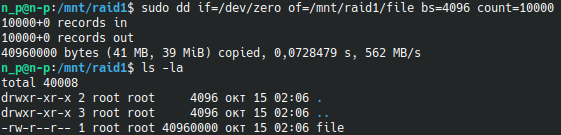 n_p@n-p:/mnt/raid1$ sudo dd if=/dev/zero of=/mnt/raid1/file bs=4096 count=10000
10000+0 records in
10000+0 records out
40960000 bytes (41 MB, 39 MiB) copied, 0,0728479 s, 562 MB/s
n_p@n-p:/mnt/raid1$ ls -la
total 40008
drwxr-xr-x 2 root root     4096 окт 15 02:06 .
drwxr-xr-x 3 root root     4096 окт 15 02:06 ..
-rw-r--r-- 1 root root 40960000 окт 15 02:06 file